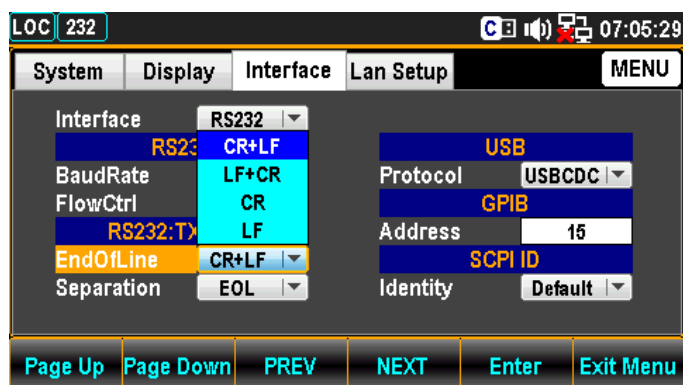 LOC 232 C 07:05:29
System Display Interface Lan Setup MENU
Interface RS232
CR+LF
LF+CR
CR
LF
USB
BaudRate Protocol USBCDC
FlowCtrl GPIB
RS232:TX Address 15
EndOfLine CR+LF SCPI ID
Separation EOL Identity Default
Page Up Page Down PREV NEXT Enter Exit Menu